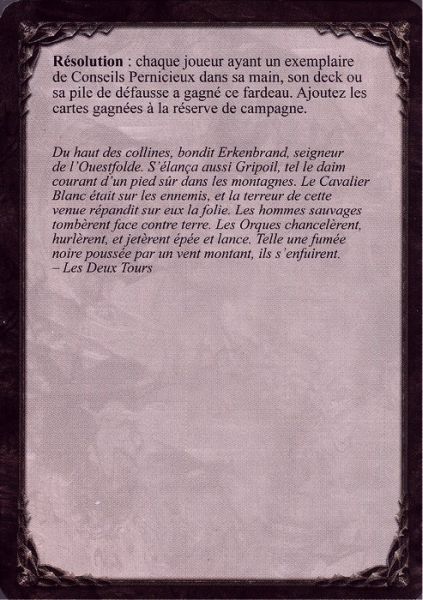 Résolution : chaque joueur ayant un exemplaire
de Conseils Pernicieux dans sa main, son deck ou
sa pile de défausse a gagné ce fardeau. Ajoutez les
cartes gagnées à la réserve de campagne.
Du haut des collines, bondit Erkenbrand, seigneur
de l'Ouestfolde. S'élança aussi Gripoil, tel le daim
courant d'un pied sûr dans les montagnes. Le Cavalier
Blanc était sur les ennemis, et la terreur de cette
venue répandit sur eux la folie. Les hommes sauvages
tombèrent face contre terre. Les Orques chancelèrent,
hurlèrent, et jetèrent épée et lance. Telle une fumée
noire poussée par un vent montant, ils s'enfuirent.
– Les Deux Tours